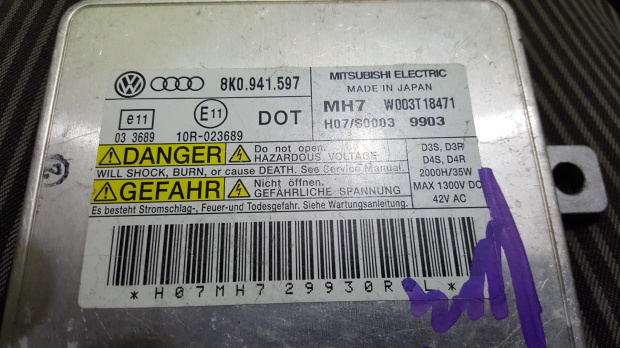 8K0.941.597
e11
E11
DOT
03 3689
10R-023689
MITSUBISHI ELECTRIC
MADE IN JAPAN
MH7 W003T18471
H07/S0003 9903
DANGER
Do not open.
HAZARDOUS VOLTAGE
WILL SHOCK, BURN, or cause DEATH. See Service Manual.
GEFAHR
Nicht öffnen.
GEFÄHRLICHE SPANNUNG
Es besteht Stromschlag-, Feuer-und Todesgefahr. Siehe Wartungsanleitung.
D3S, D3R
D4S, D4R
2000H/35W
MAX 1300V DC
42V AC
* H07MH729930R L *